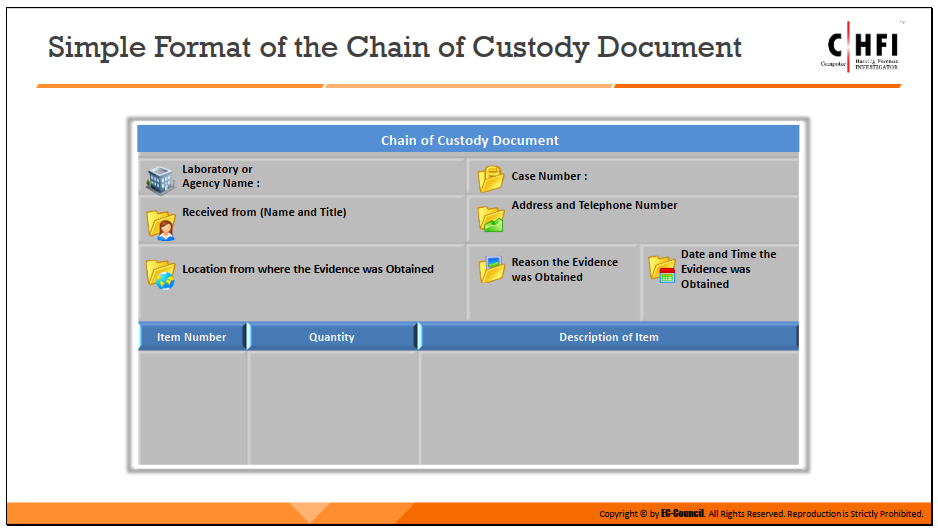 Simple Format of the Chain of Custody Document
C HFI
Computer Hacking Forensic
INVESTIGATOR
Chain of Custody Document
Laboratory or
Agency Name :
Case Number :
Received from (Name and Title)
Address and Telephone Number
Location from where the Evidence was Obtained
Reason the Evidence
was Obtained
Date and Time the
Evidence was
Obtained
Item Number
Quantity
Description of Item
Copyright © by EC-Council. All Rights Reserved. Reproduction is Strictly Prohibited.